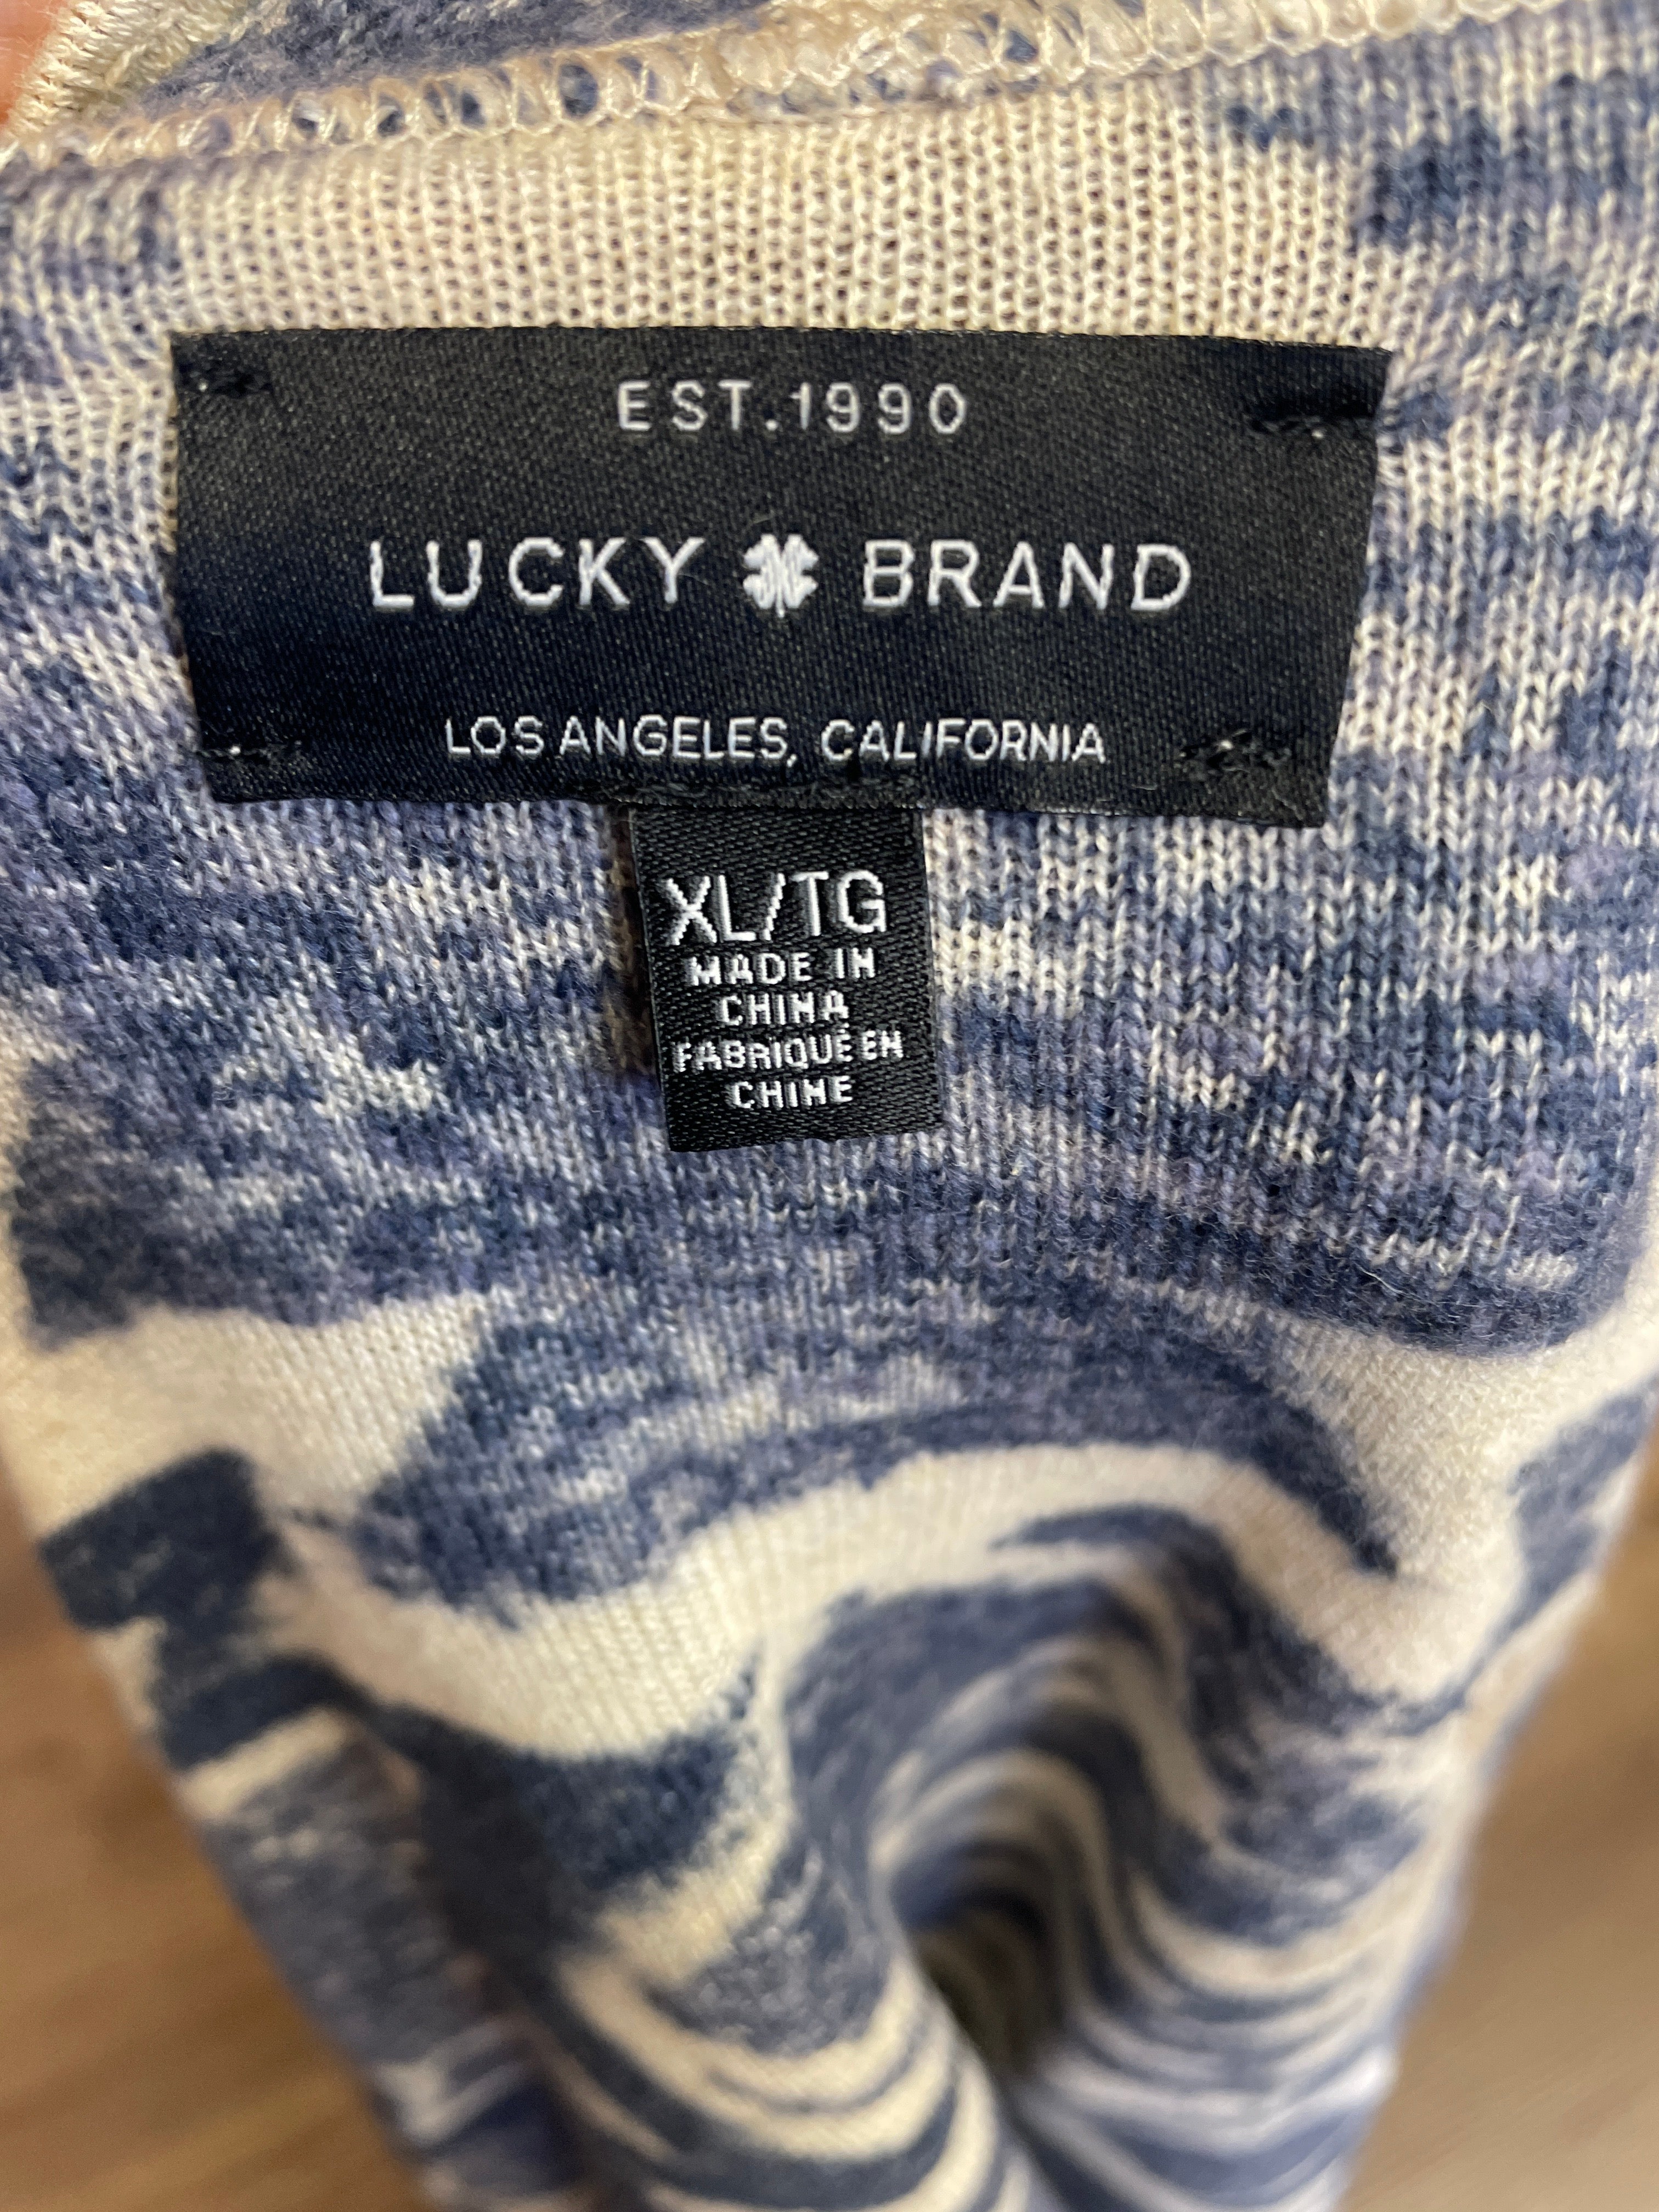 EST.1990
LUCKY BRAND
LOS ANGELES, CALIFORNIA
XL/TG
MADE IN
CHINA
FABRIQUÉ EN
CHINE